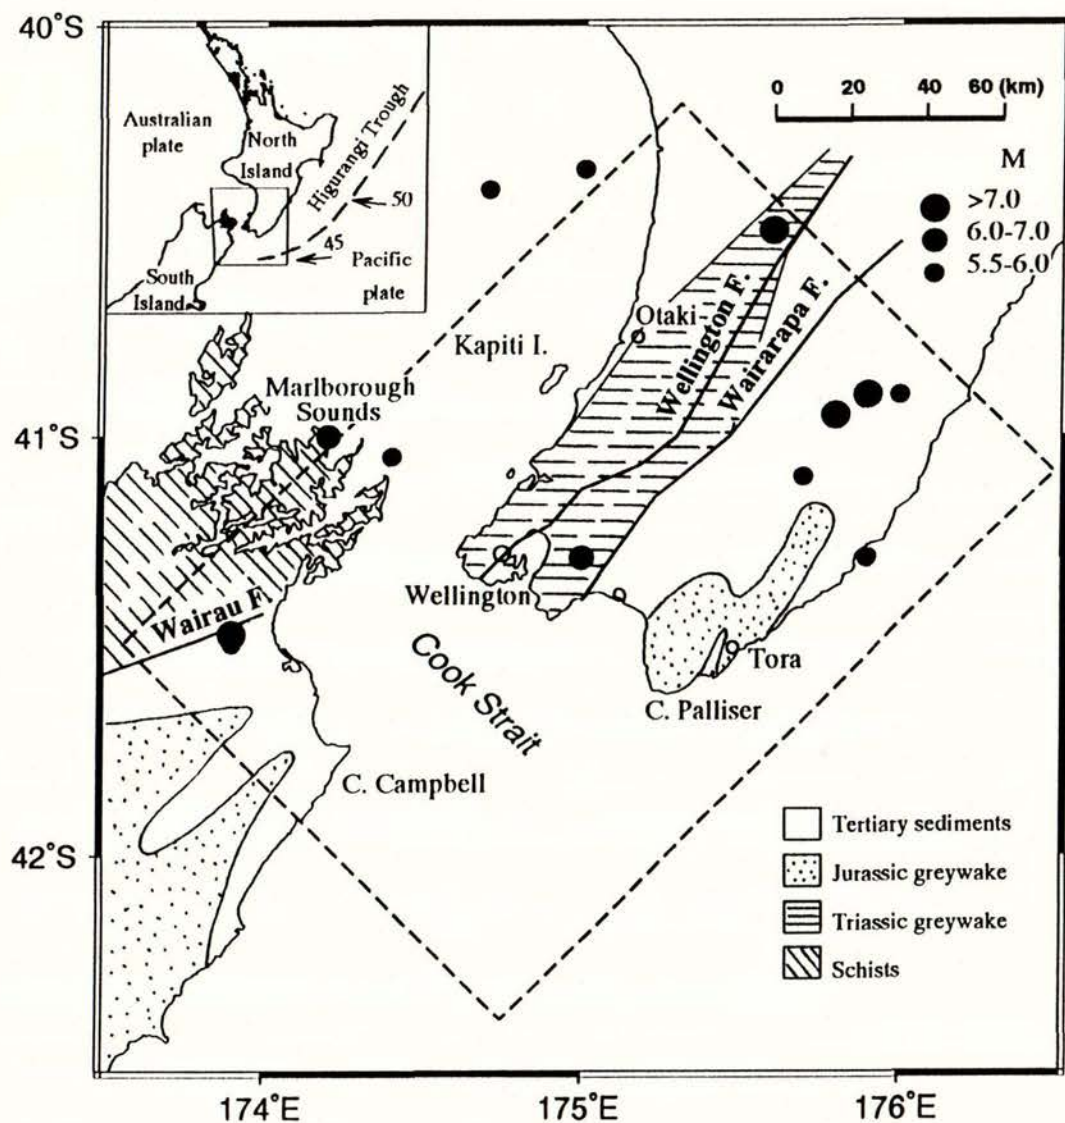 40°S
41°S
42°S
174°E
175°E
176°E
Australian
plate
North
Island
Higurangi Trough
50
45
Pacific
plate
South
Island
0 20 40 60 (km)
M
>7.0
6.0-7.0
5.5-6.0
Kapiti I.
Otaki
Wellington F.
Wairarapa F.
Marlborough
Sounds
Wellington
Wairau F.
Cook Strait
Tora
C. Palliser
C. Campbell
Tertiary sediments
Jurassic greywake
Triassic greywake
Schists